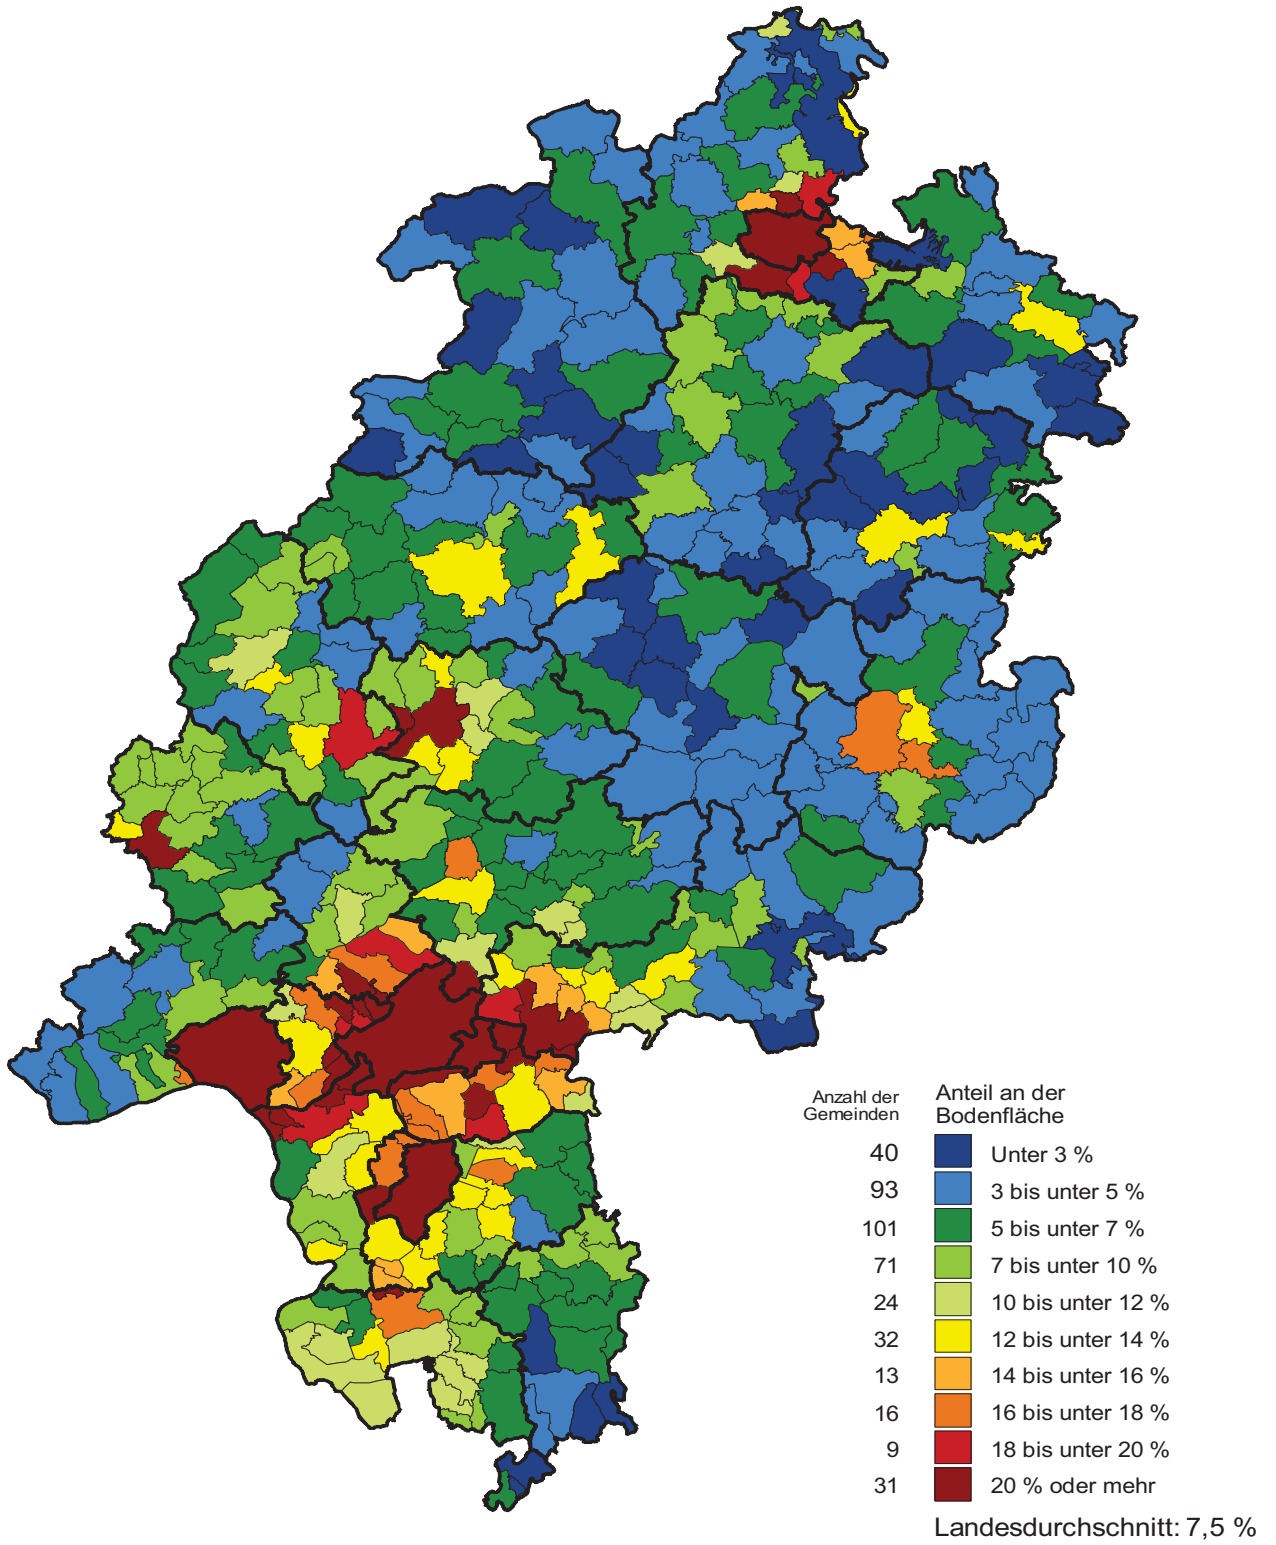 Anzahl der
Gemeinden
Anteil an der
Bodenfläche
40 Unter 3 %
93 3 bis unter 5 %
101 5 bis unter 7 %
71 7 bis unter 10 %
24 10 bis unter 12 %
32 12 bis unter 14 %
13 14 bis unter 16 %
16 16 bis unter 18 %
9 18 bis unter 20 %
31 20 % oder mehr
Landesdurchschnitt: 7,5 %